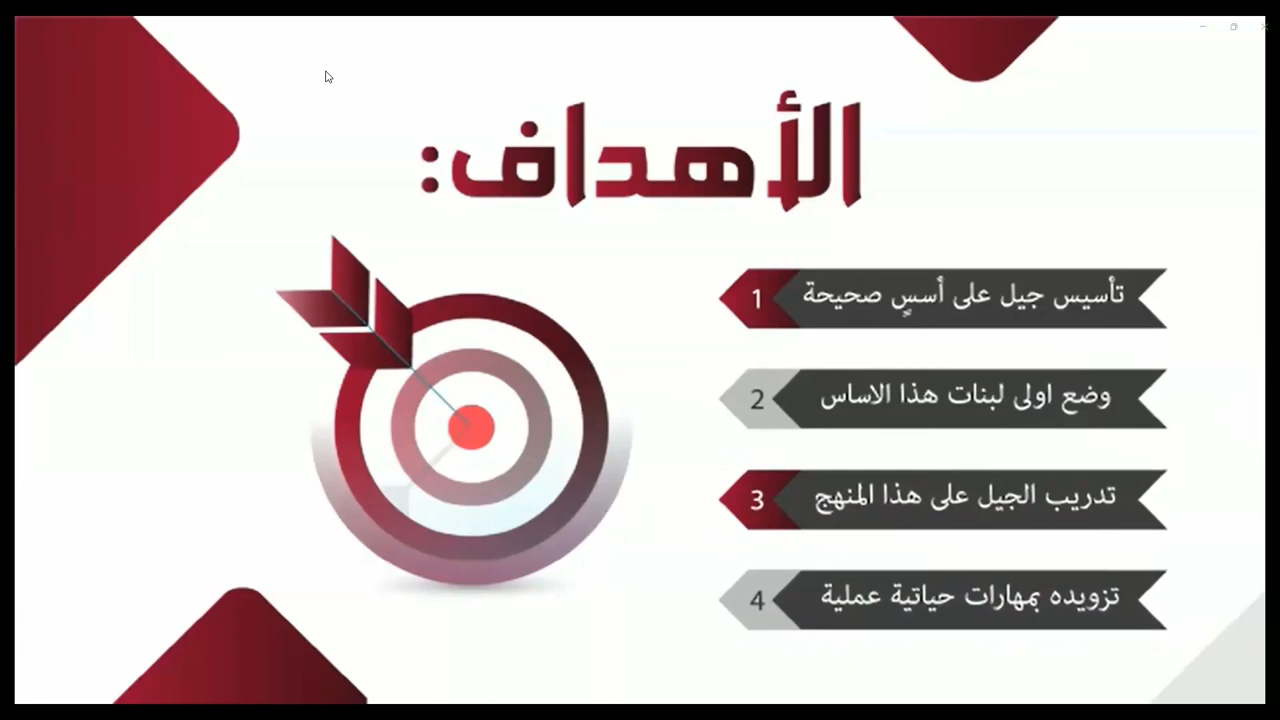 الأهداف:
1 تأسيس جيل على أسسٍ صحيحة
2 وضع اولى لبنات هذا الاساس
3 تدريب الجيل على هذا المنهج
4 تزويده بمهارات حياتية عملية